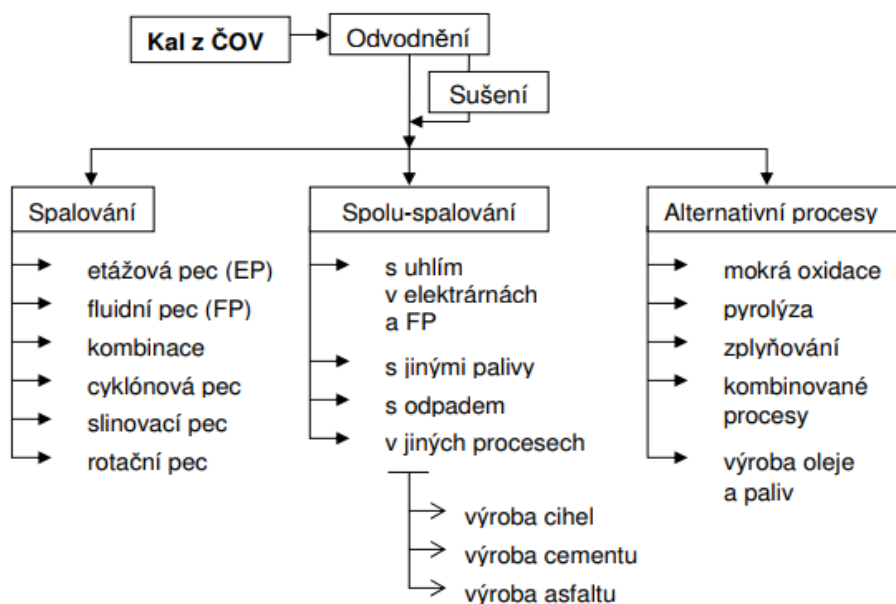 Kal z ČOV
Odvodnění
Sušení
Spalování
etážová pec (EP)
fluidní pec (FP)
kombinace
cyklónová pec
slinovací pec
rotační pec
Spolu-spalování
s uhlím
v elektrárnách
a FP
s jinými palivy
s odpadem
v jiných procesech
výroba cihel
výroba cementu
výroba asfaltu
Alternativní procesy
mokrá oxidace
pyrolýza
zplyňování
kombinované
procesy
výroba oleje
a paliv